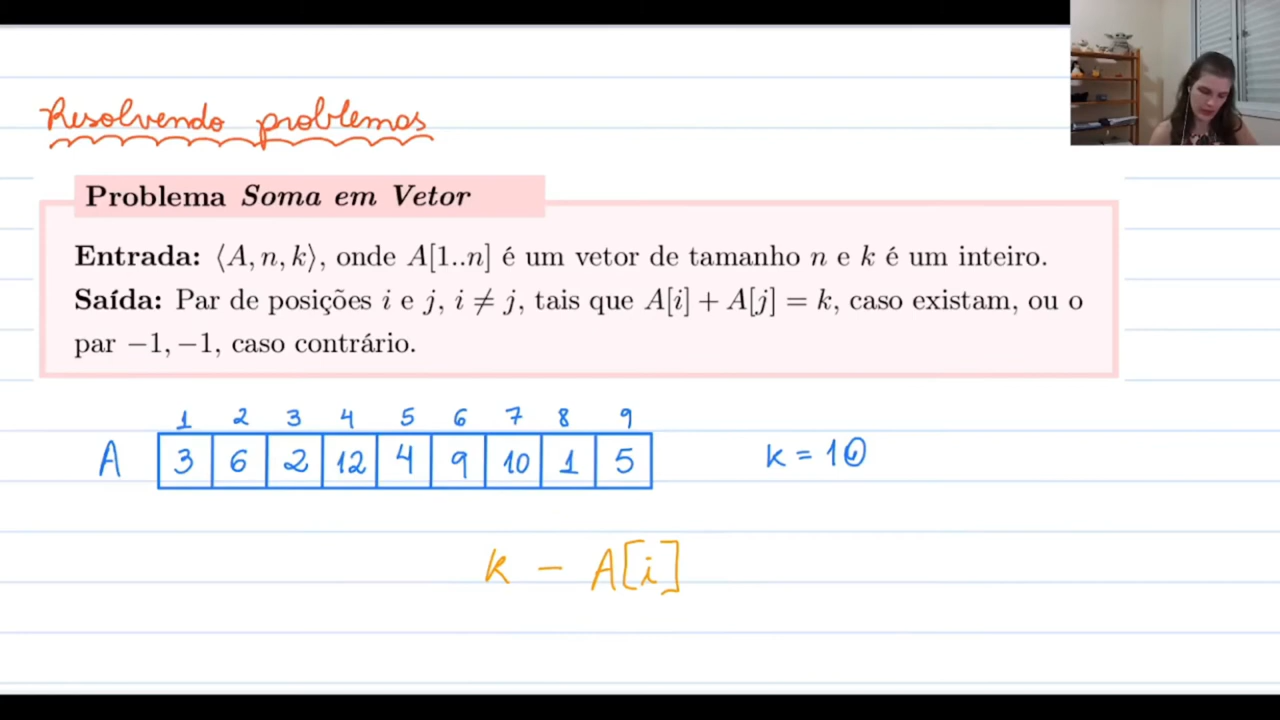 Resolvendo problemas
Problema Soma em Vetor
Entrada: ⟨A, n, k⟩, onde A[1..n] é um vetor de tamanho n e k é um inteiro.
Saída: Par de posições i e j, i ≠ j, tais que A[i] + A[j] = k, caso existam, ou o
par −1, −1, caso contrário.
1 2 3 4 5 6 7 8 9
A 3 6 2 12 4 9 10 1 5 k = 10
k − A[i]